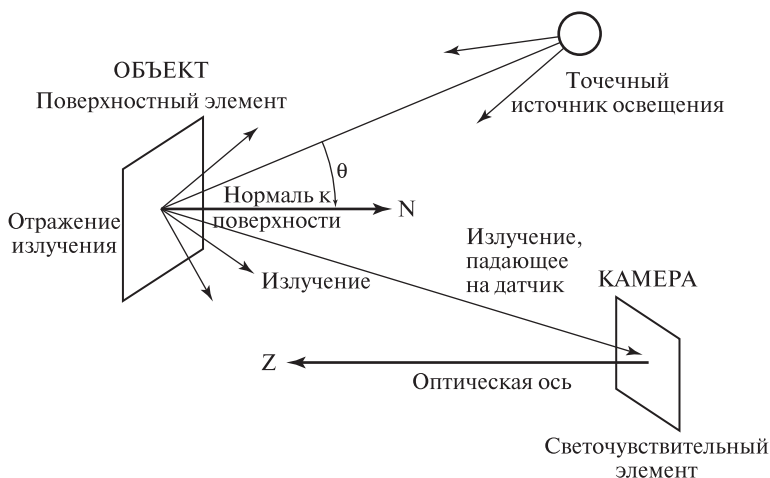 ОБЪЕКТ
Поверхностный элемент
Точечный
источник освещения
θ
Нормаль к
поверхности
N
Отражение
излучения
Излучение
Излучение,
падающее
на датчик
КАМЕРА
Z
Оптическая ось
Светочувствительный
элемент